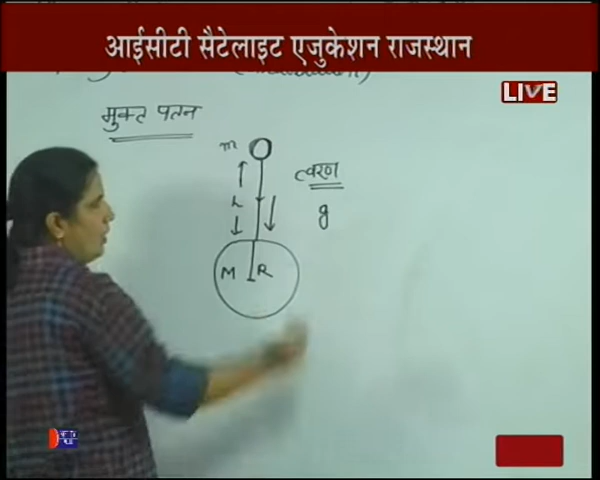 आईसीटी सैटेलाइट एजुकेशन राजस्थान
LIVE
मुक्त पतन
m
त्वरण
h
g
M R